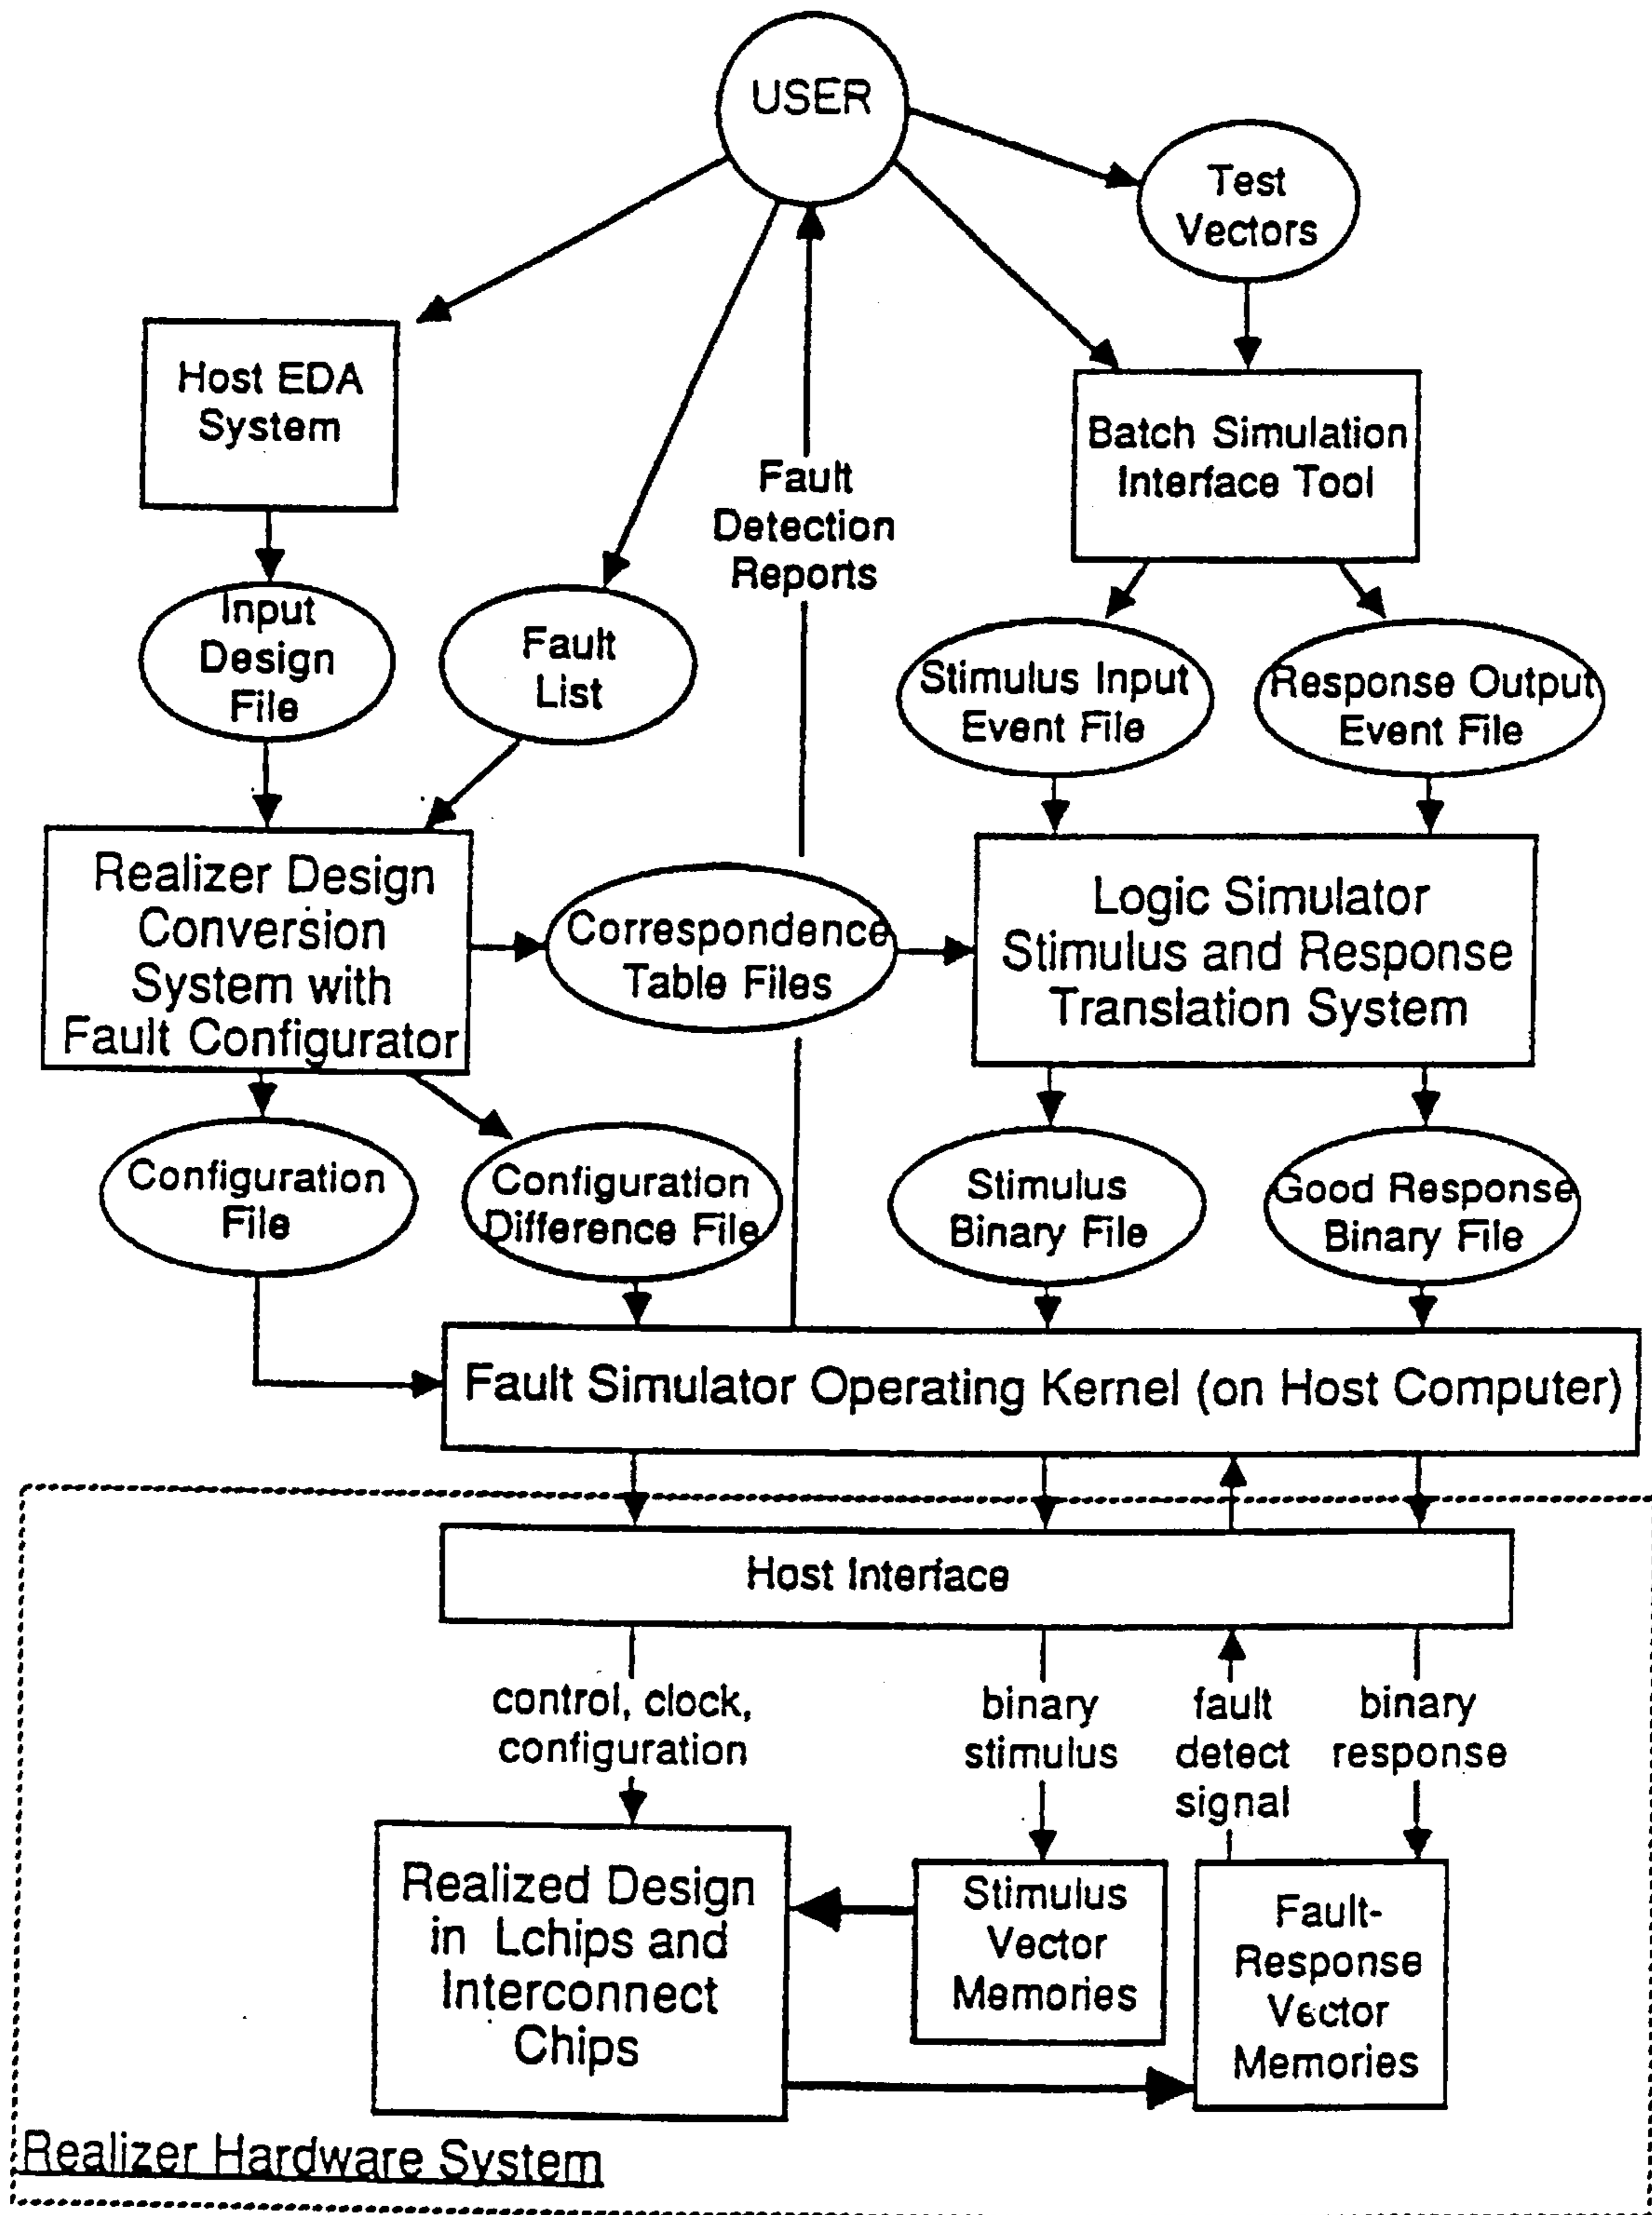 USER
Test
Vectors
Host EDA
System
Batch Simulation
Interface Tool
Fault
Detection
Reports
Input
Design
File
Fault
List
Stimulus Input
Event File
Response Output
Event File
Realizer Design
Conversion
System with
Fault Configurator
Correspondence
Table Files
Logic Simulator
Stimulus and Response
Translation System
Configuration
File
Configuration
Difference File
Stimulus
Binary File
Good Response
Binary File
Fault Simulator Operating Kernel (on Host Computer)
Host Interface
control, clock,
configuration
binary
stimulus
fault
detect
signal
binary
response
Realized Design
in Lchips and
Interconnect
Chips
Stimulus
Vector
Memories
Fault-
Response
Vector
Memories
Realizer Hardware System